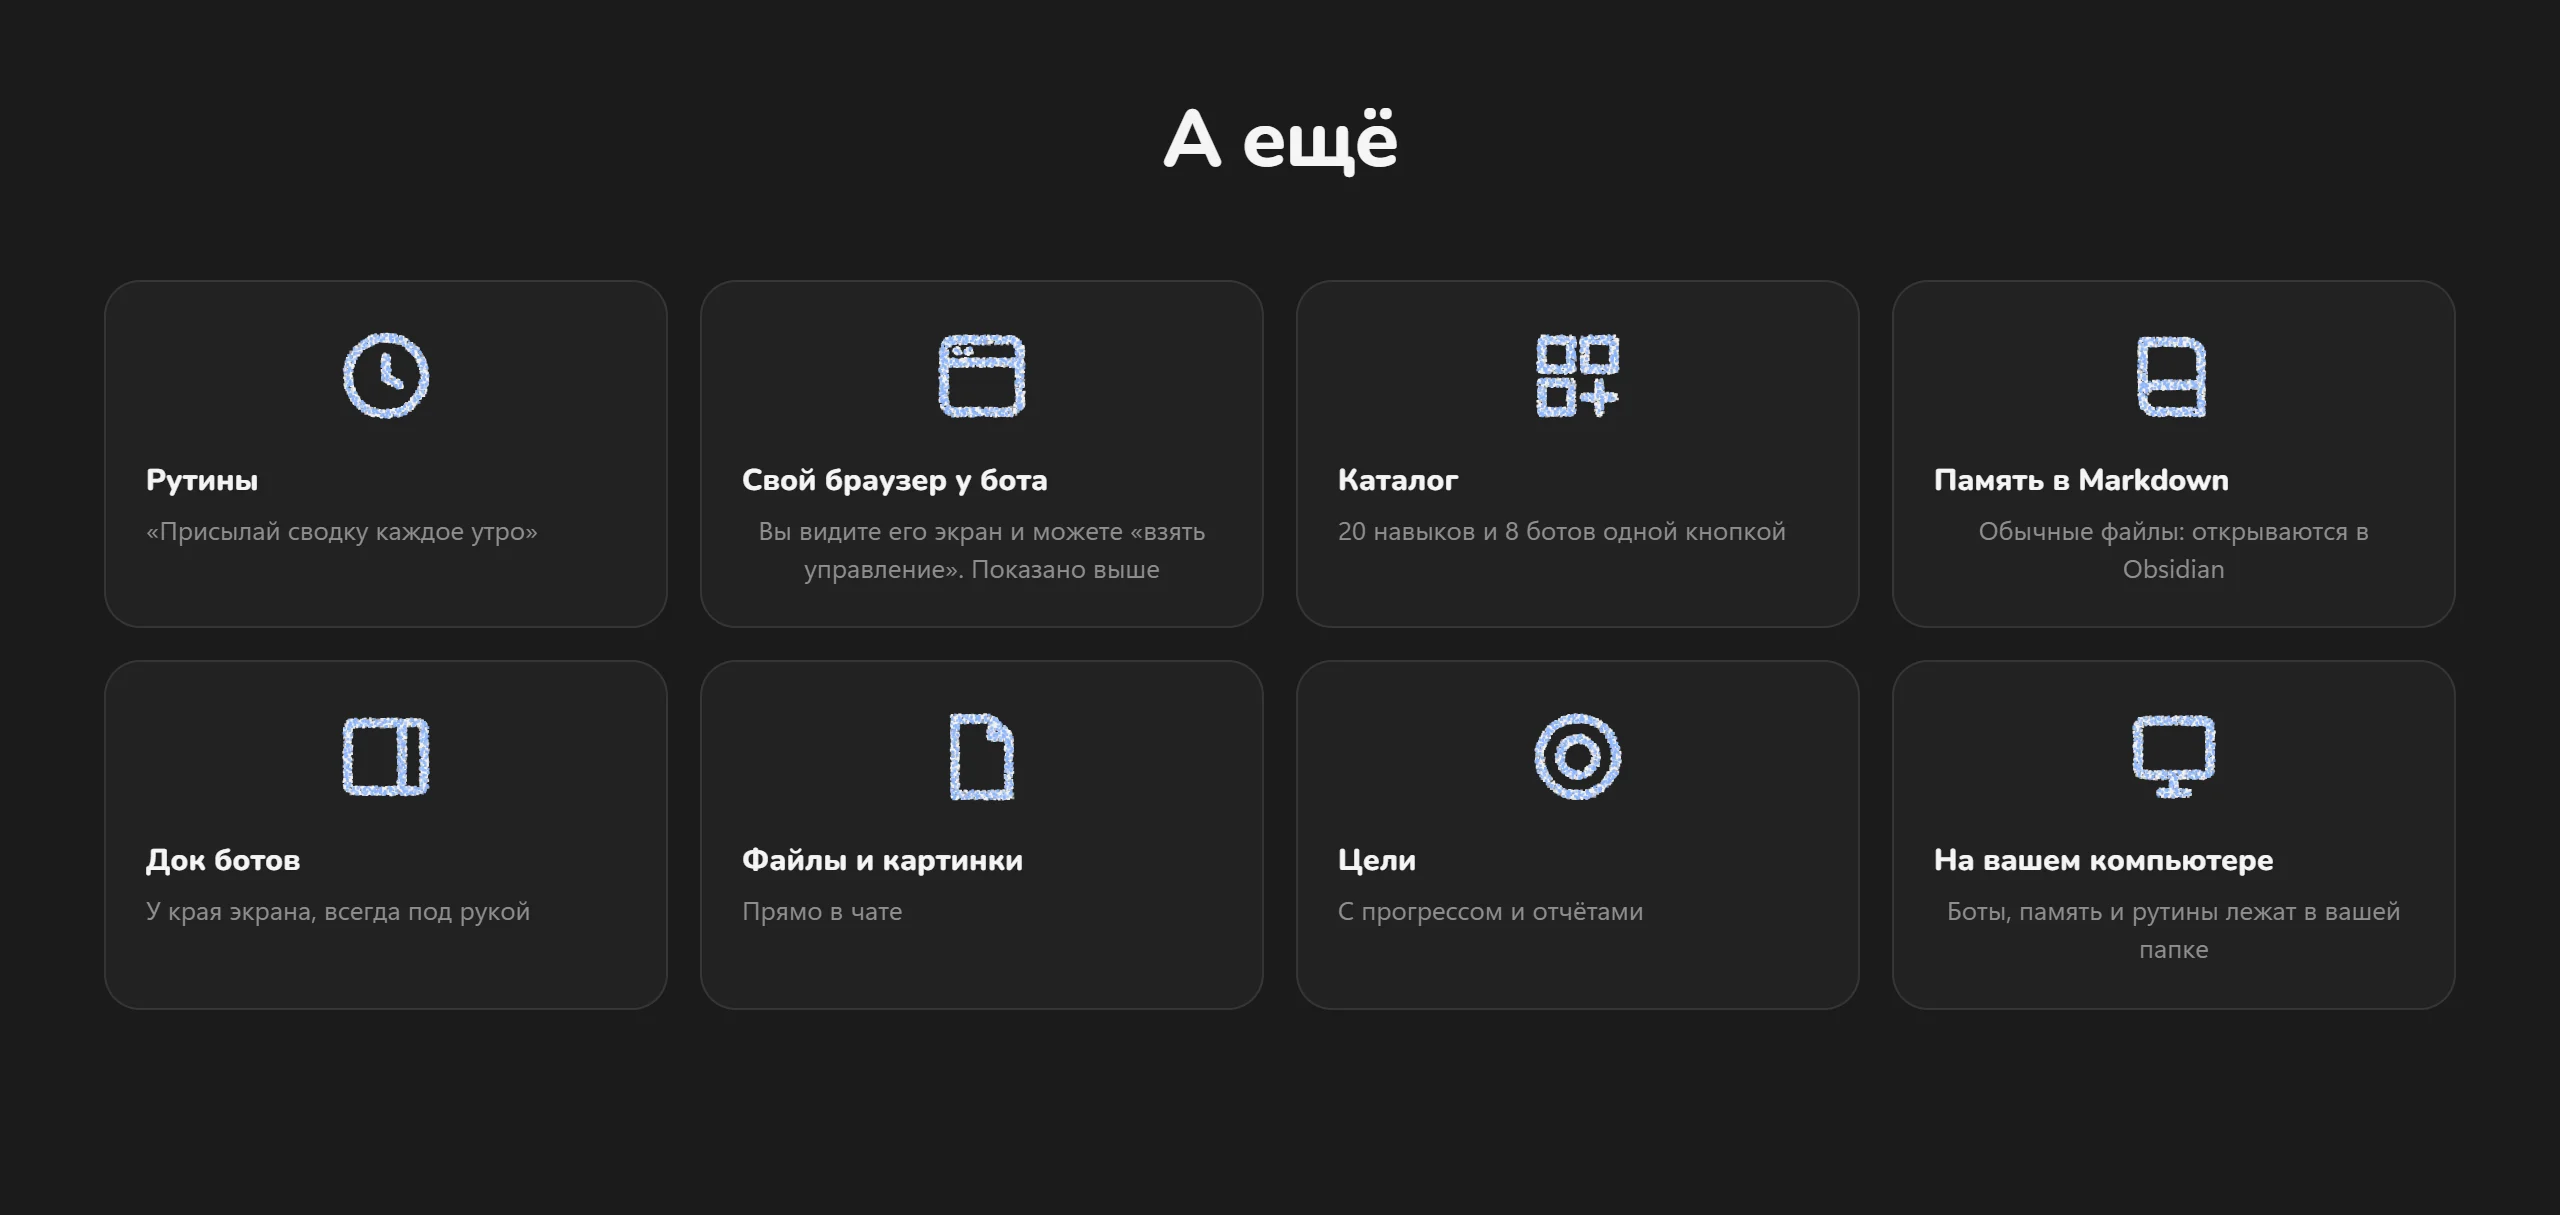 А ещё
Рутины
«Присылай сводку каждое утро»
Свой браузер у бота
Вы видите его экран и можете «взять
управление». Показано выше
Каталог
20 навыков и 8 ботов одной кнопкой
Память в Markdown
Обычные файлы: открываются в
Obsidian
Док ботов
У края экрана, всегда под рукой
Файлы и картинки
Прямо в чате
Цели
С прогрессом и отчётами
На вашем компьютере
Боты, память и рутины лежат в вашей
папке